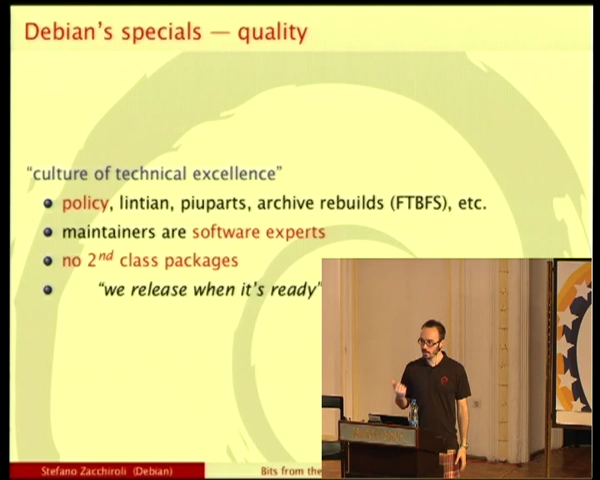 Debian's specials — quality
“culture of technical excellence”
policy, lintian, piuparts, archive rebuilds (FTBFS), etc.
maintainers are software experts
no 2nd class packages
“we release when it's ready”
Stefano Zacchiroli (Debian)
Bits from the